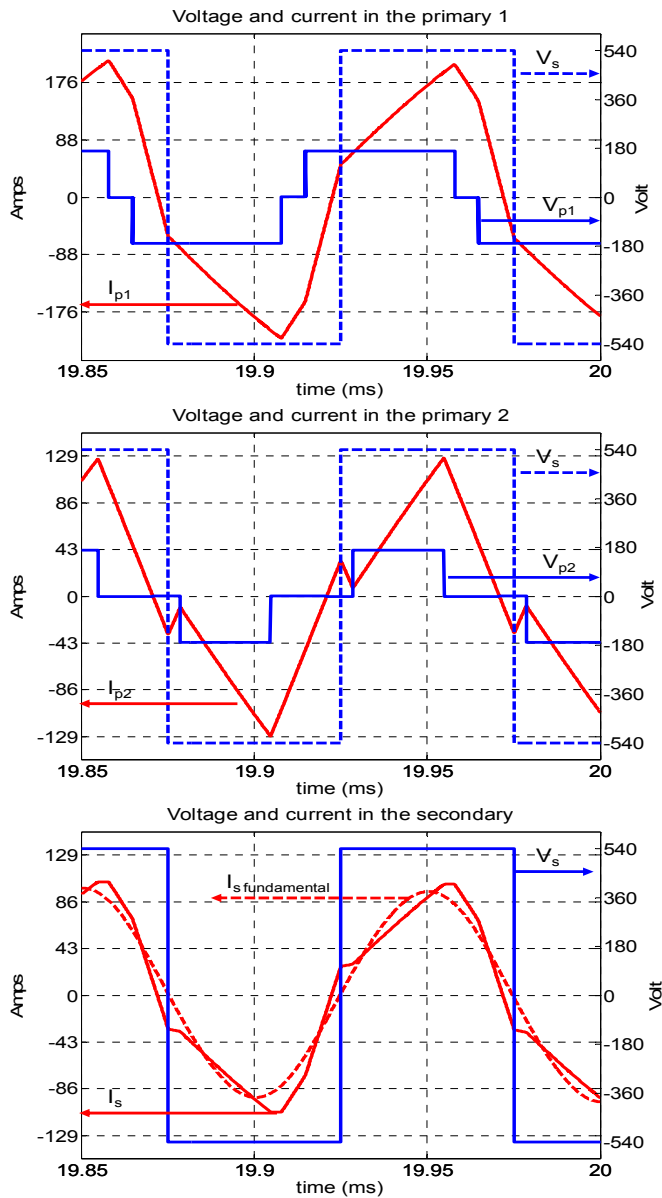 Voltage and current in the primary 1
Amps
176
88
0
-88
-176
540
360
180
0
-180
-360
-540
Volt
Vs
Vp1
Ip1
19.85
19.9
19.95
20
time (ms)
Voltage and current in the primary 2
Amps
129
86
43
0
-43
-86
-129
540
360
180
0
-180
-360
-540
Volt
Vs
Vp2
Ip2
19.85
19.9
19.95
20
time (ms)
Voltage and current in the secondary
Amps
129
86
43
0
-43
-86
-129
540
360
180
0
-180
-360
-540
Volt
Is fundamental
Vs
Is
19.85
19.9
19.95
20
time (ms)